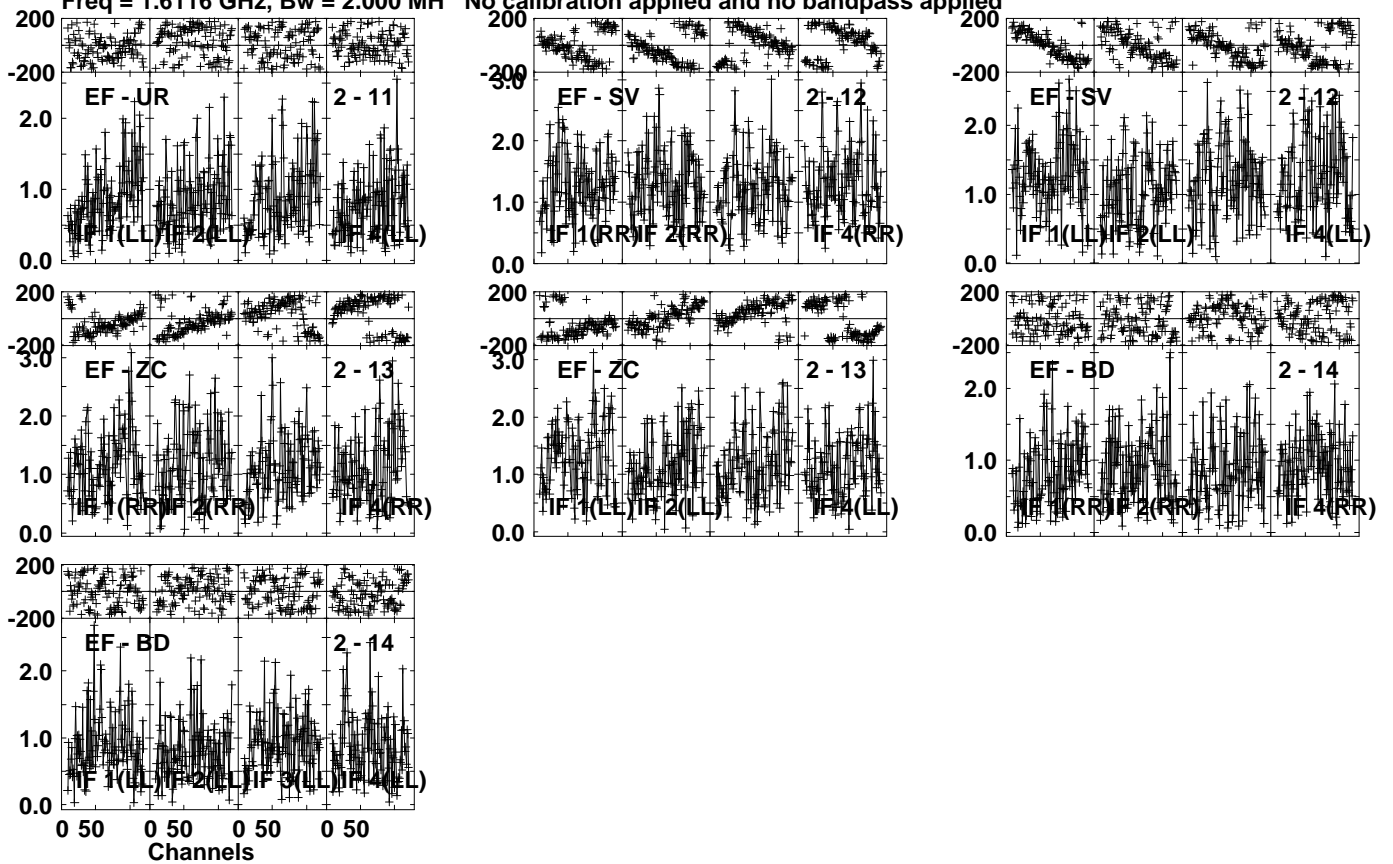 Freq = 1.6116 GHz, Bw = 2.000 MH No calibration applied and no bandpass applied
200
-200
EF - UR 2 - 11
2.0
1.0
0.0
IF 1(LL) IF 2(LL) IF 4(LL)
200
-200
3.0
EF - SV 2 - 12
2.0
1.0
0.0
IF 1(RR) IF 2(RR) IF 4(RR)
200
-200
EF - SV 2 - 12
2.0
1.0
0.0
IF 1(LL) IF 2(LL) IF 4(LL)
200
-200
3.0
EF - ZC 2 - 13
2.0
1.0
0.0
IF 1(RR) IF 2(RR) IF 4(RR)
200
-200
3.0
EF - ZC 2 - 13
2.0
1.0
0.0
IF 1(LL) IF 2(LL) IF 4(LL)
200
-200
EF - BD 2 - 14
2.0
1.0
0.0
IF 1(RR) IF 2(RR) IF 4(RR)
200
-200
EF - BD 2 - 14
2.0
1.0
0.0
IF 1(LL) IF 2(LL) IF 3(LL) IF 4(LL)
0 50 0 50 0 50 0 50
Channels